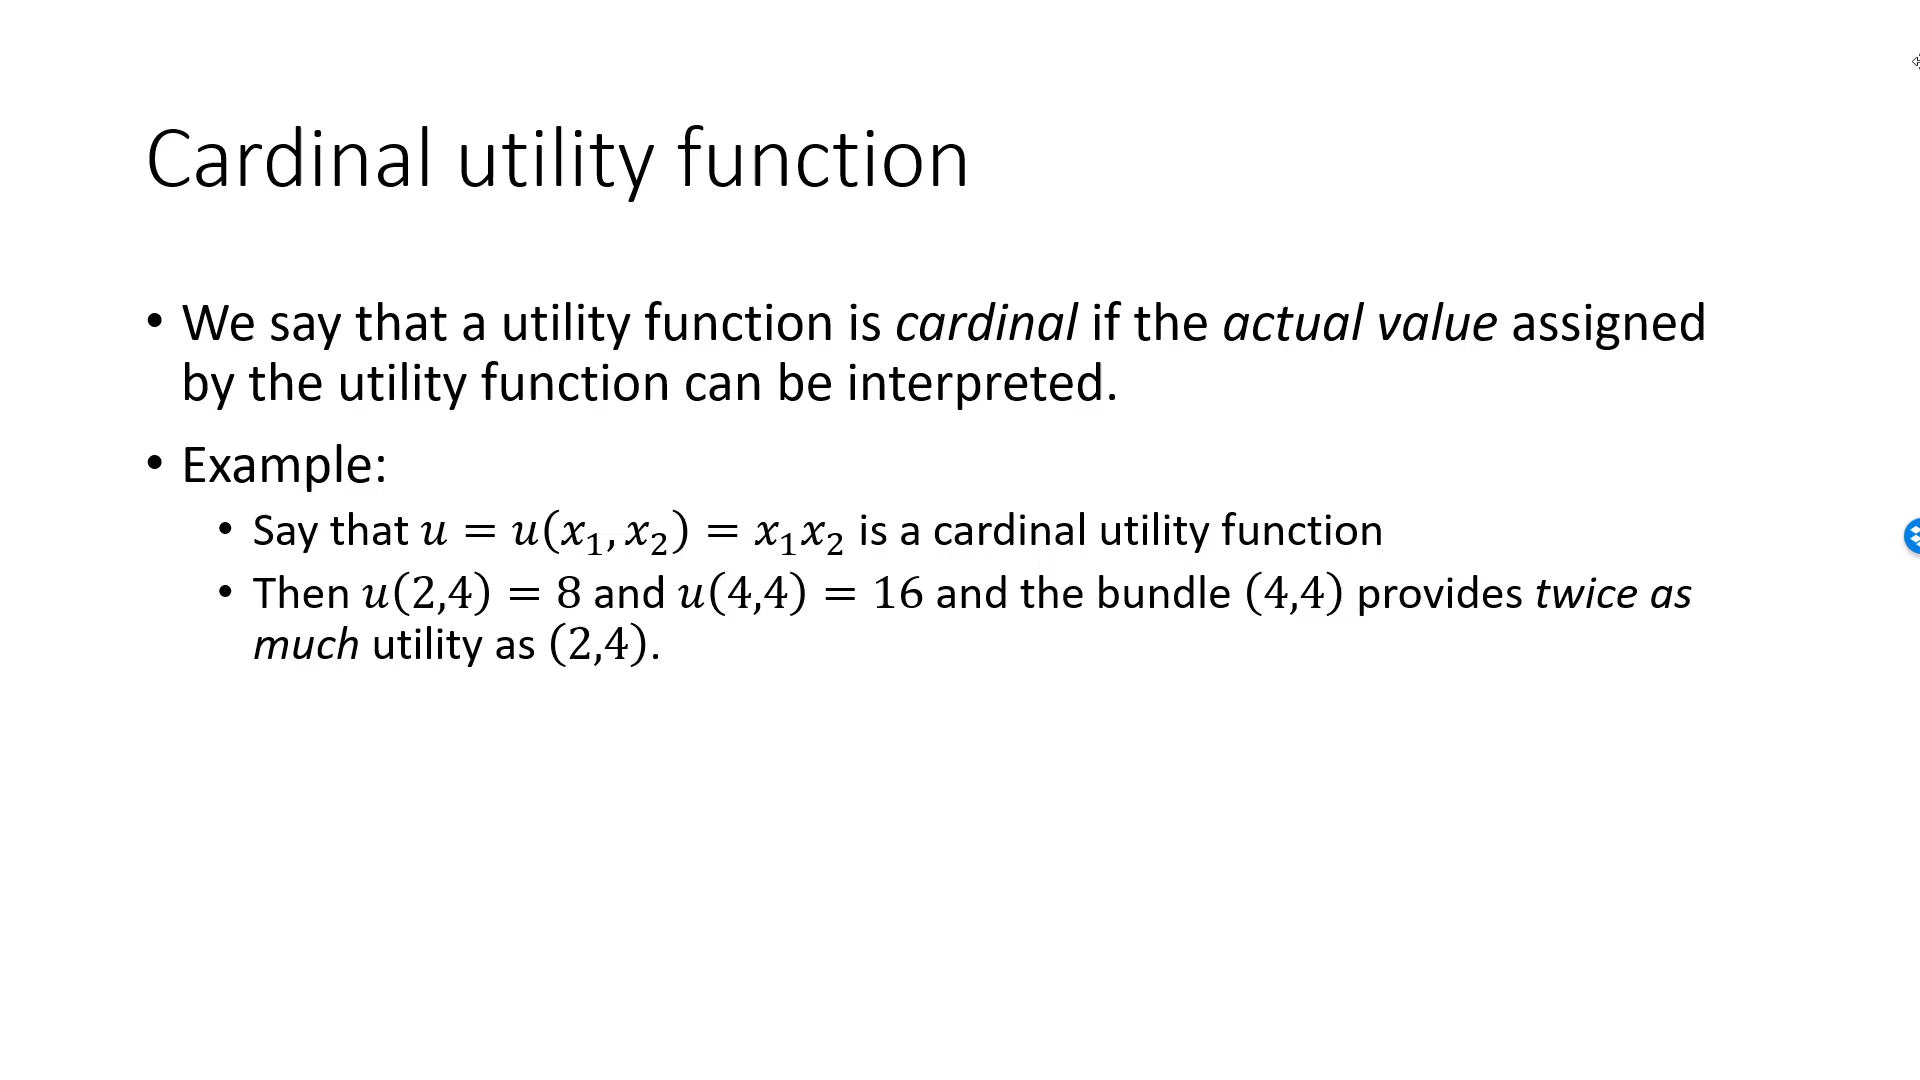 Cardinal utility function
• We say that a utility function is cardinal if the actual value assigned
by the utility function can be interpreted.
• Example:
• Say that 𝑢 = 𝑢(𝑥₁, 𝑥₂) = 𝑥₁𝑥₂ is a cardinal utility function
• Then 𝑢(2,4) = 8 and 𝑢(4,4) = 16 and the bundle (4,4) provides twice as
much utility as (2,4).